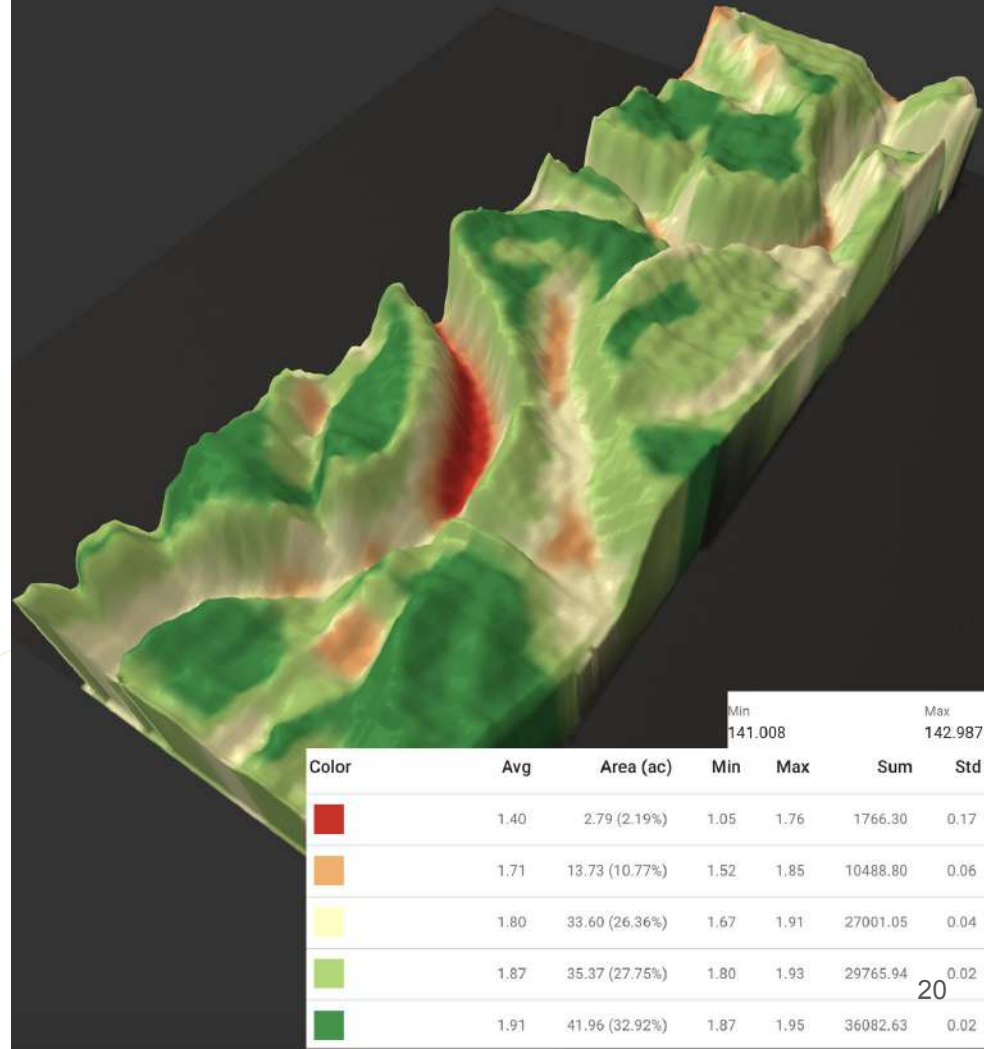 Min Max
141.008 142.987
Color Avg Area (ac) Min Max Sum Std
1.40 2.79 (2.19%) 1.05 1.76 1766.30 0.17
1.71 13.73 (10.77%) 1.52 1.85 10488.80 0.06
1.80 33.60 (26.36%) 1.67 1.91 27001.05 0.04
1.87 35.37 (27.75%) 1.80 1.93 29765.94 0.02
20
1.91 41.96 (32.92%) 1.87 1.95 36082.63 0.02